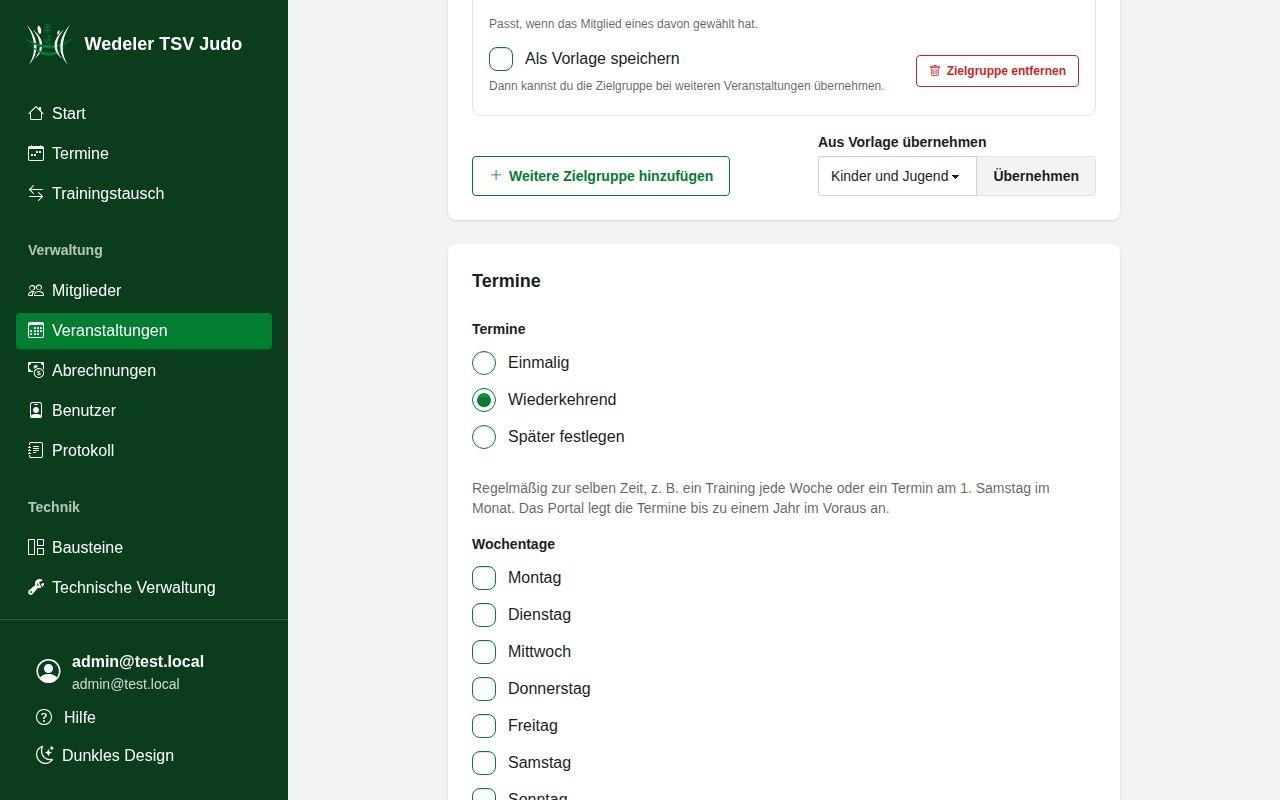 Wedeler TSV Judo
Start
Termine
Trainingstausch
Verwaltung
Mitglieder
Veranstaltungen
Abrechnungen
Benutzer
Protokoll
Technik
Bausteine
Technische Verwaltung
admin@test.local
admin@test.local
Hilfe
Dunkles Design
Passt, wenn das Mitglied eines davon gewählt hat.
Als Vorlage speichern
Dann kannst du die Zielgruppe bei weiteren Veranstaltungen übernehmen.
Zielgruppe entfernen
Weitere Zielgruppe hinzufügen
Aus Vorlage übernehmen
Kinder und Jugend
Übernehmen
Termine
Termine
Einmalig
Wiederkehrend
Später festlegen
Regelmäßig zur selben Zeit, z. B. ein Training jede Woche oder ein Termin am 1. Samstag im
Monat. Das Portal legt die Termine bis zu einem Jahr im Voraus an.
Wochentage
Montag
Dienstag
Mittwoch
Donnerstag
Freitag
Samstag
Sonntag